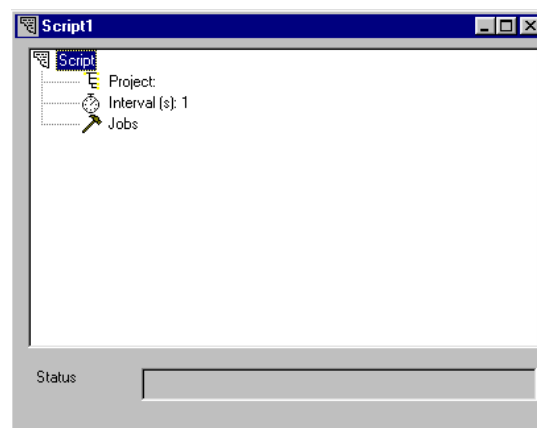 Script1
Script
Project:
Interval (s): 1
Jobs
Status